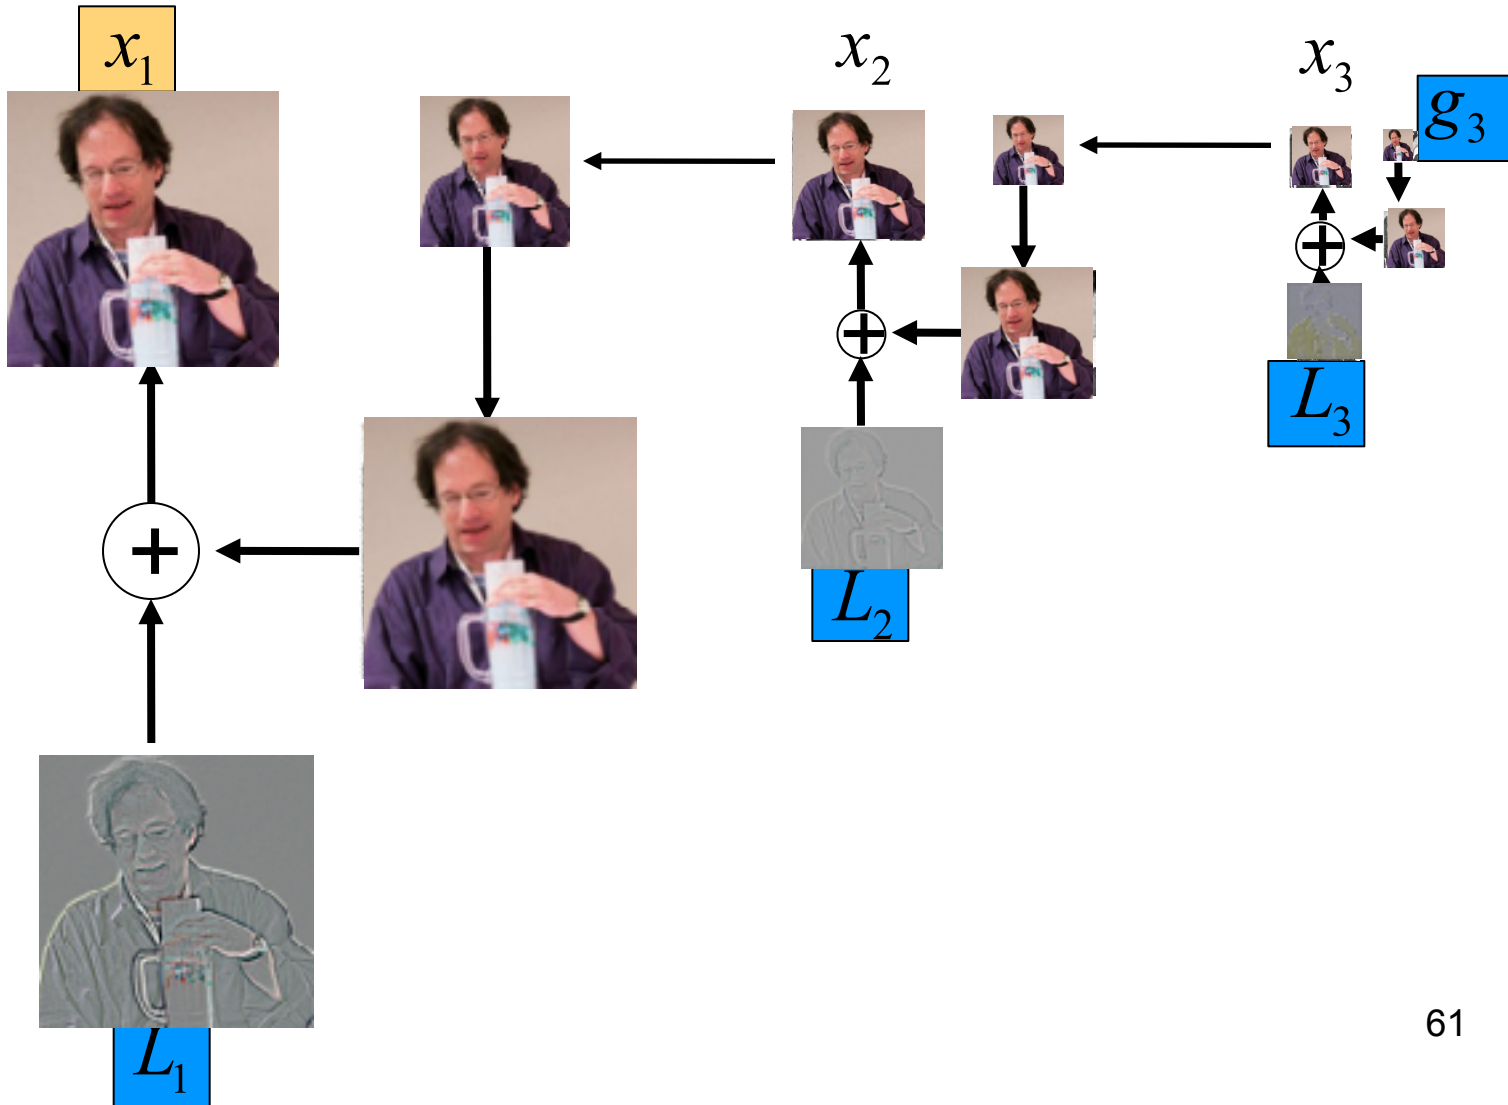 x₁
x₂
x₃
g₃
+
+
+
L₃
L₂
L₁
61